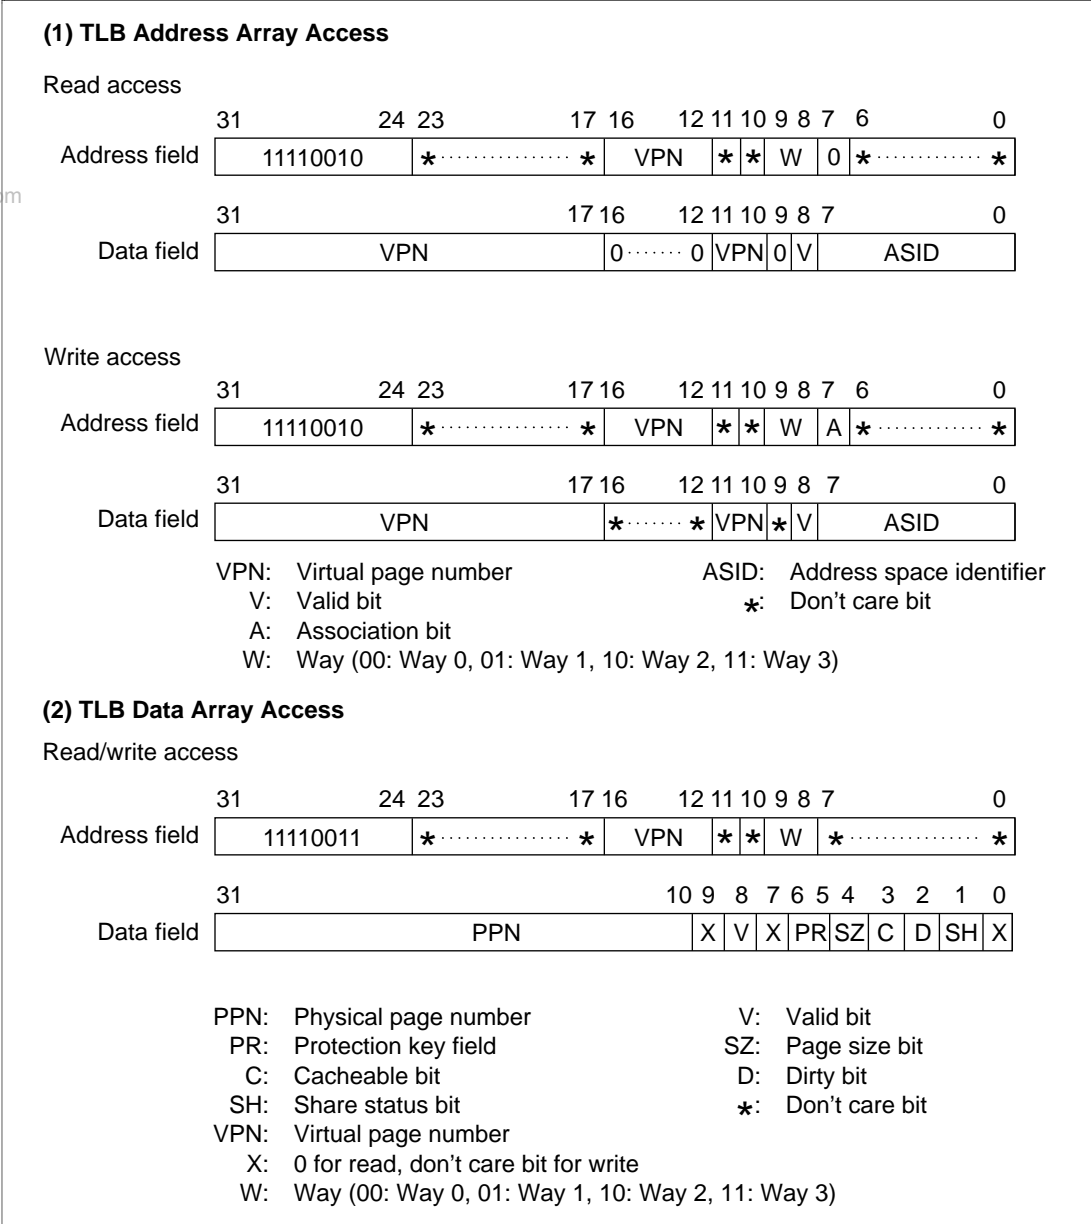 (1) TLB Address Array Access
Read access
31 24 23 17 16 12 11 10 9 8 7 6 0
Address field 11110010 *················ * VPN * * W 0 *············· *
om
31 17 16 12 11 10 9 8 7 0
Data field VPN 0······· 0 VPN 0 V ASID
Write access
31 24 23 17 16 12 11 10 9 8 7 6 0
Address field 11110010 *················ * VPN * * W A *············· *
31 17 16 12 11 10 9 8 7 0
Data field VPN *······· * VPN * V ASID
VPN: Virtual page number ASID: Address space identifier
V: Valid bit *: Don't care bit
A: Association bit
W: Way (00: Way 0, 01: Way 1, 10: Way 2, 11: Way 3)
(2) TLB Data Array Access
Read/write access
31 24 23 17 16 12 11 10 9 8 7 0
Address field 11110011 *················ * VPN * * W *················ *
31 10 9 8 7 6 5 4 3 2 1 0
Data field PPN X V X PR SZ C D SH X
PPN: Physical page number V: Valid bit
PR: Protection key field SZ: Page size bit
C: Cacheable bit D: Dirty bit
SH: Share status bit *: Don't care bit
VPN: Virtual page number
X: 0 for read, don't care bit for write
W: Way (00: Way 0, 01: Way 1, 10: Way 2, 11: Way 3)